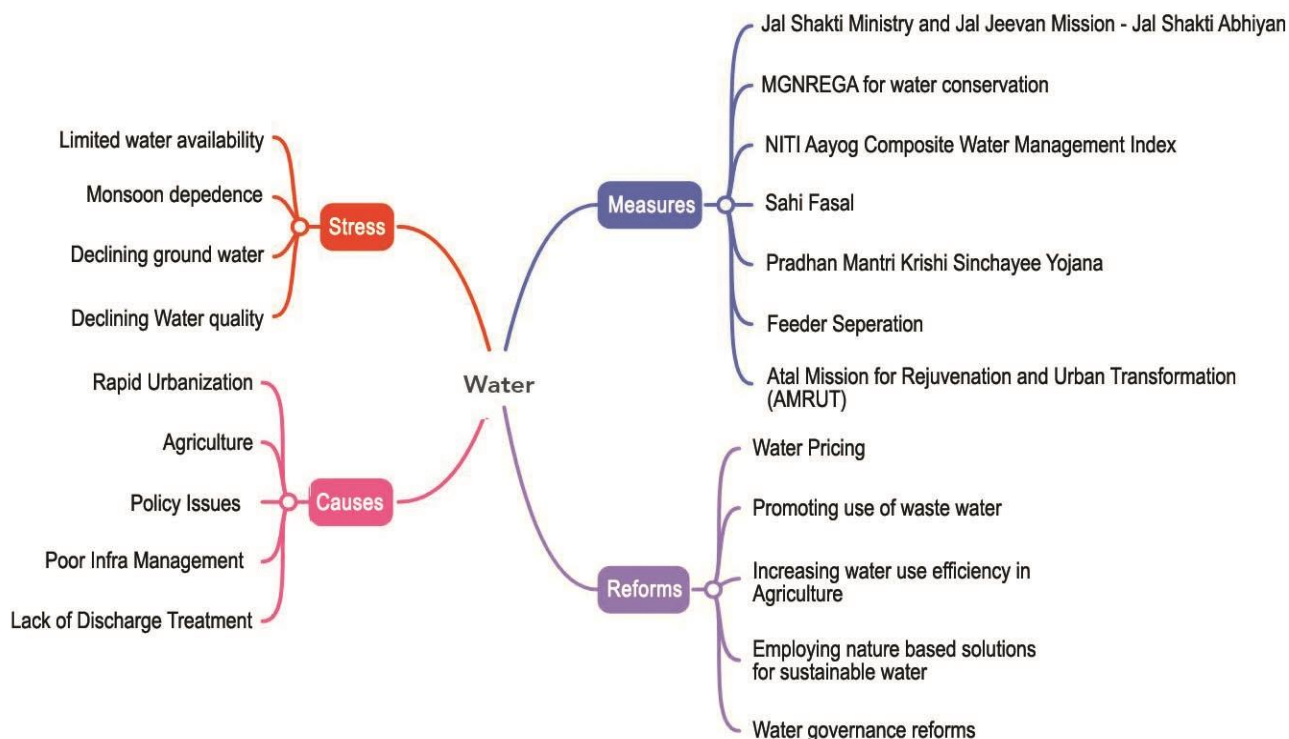 Water
Stress
Limited water availability
Monsoon depedence
Declining ground water
Declining Water quality
Causes
Rapid Urbanization
Agriculture
Policy Issues
Poor Infra Management
Lack of Discharge Treatment
Measures
Jal Shakti Ministry and Jal Jeevan Mission - Jal Shakti Abhiyan
MGNREGA for water conservation
NITI Aayog Composite Water Management Index
Sahi Fasal
Pradhan Mantri Krishi Sinchayee Yojana
Feeder Seperation
Atal Mission for Rejuvenation and Urban Transformation
(AMRUT)
Reforms
Water Pricing
Promoting use of waste water
Increasing water use efficiency in
Agriculture
Employing nature based solutions
for sustainable water
Water governance reforms